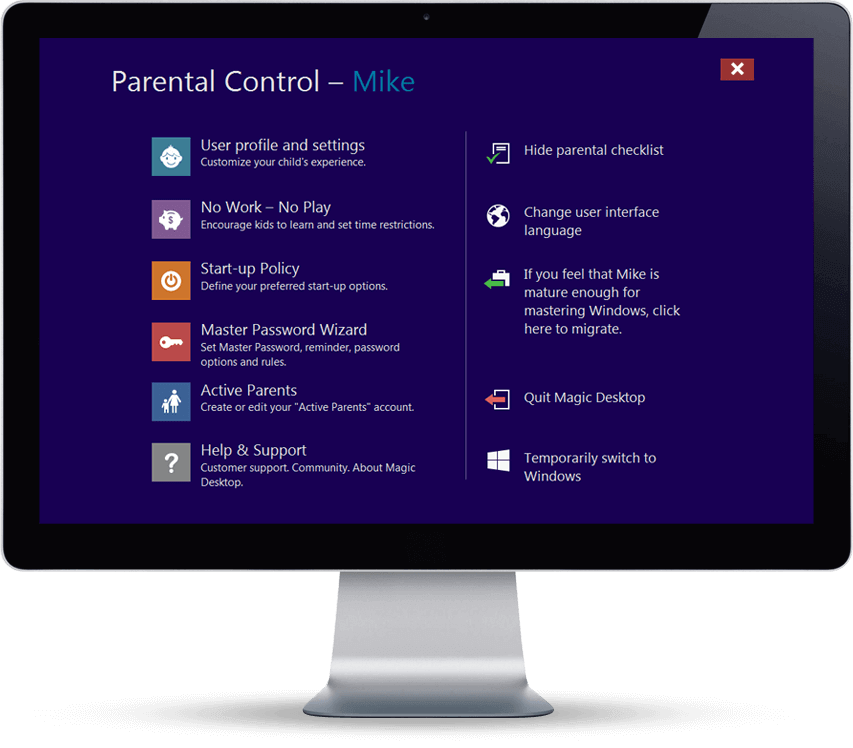 Parental Control – Mike
User profile and settings
Customize your child's experience.
No Work – No Play
Encourage kids to learn and set time restrictions.
Start-up Policy
Define your preferred start-up options.
Master Password Wizard
Set Master Password, reminder, password
options and rules.
Active Parents
Create or edit your "Active Parents" account.
Help & Support
Customer support. Community. About Magic
Desktop.
Hide parental checklist
Change user interface
language
If you feel that Mike is
mature enough for
mastering Windows, click
here to migrate.
Quit Magic Desktop
Temporarily switch to
Windows